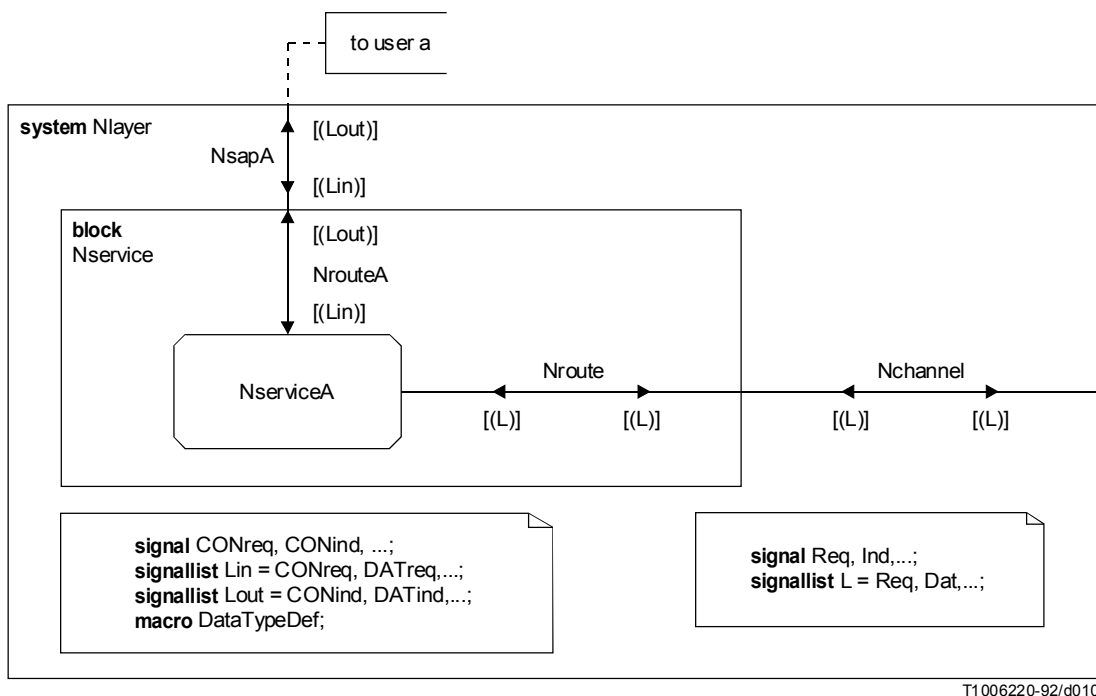 to user a
system Nlayer
[(Lout)]
NsapA
[(Lin)]
block
Nservice
[(Lout)]
NrouteA
[(Lin)]
NserviceA
Nroute
Nchannel
[(L)]
[(L)]
[(L)]
[(L)]
signal CONreq, CONind, ...;
signallist Lin = CONreq, DATreq,...;
signallist Lout = CONind, DATind,...;
macro DataTypeDef;
signal Req, Ind,...;
signallist L = Req, Dat,...;
T1006220-92/d010